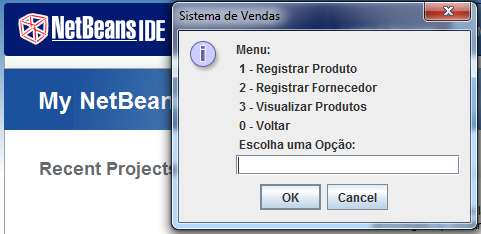 NetBeans IDE
My NetBean
Recent Projects
Sistema de Vendas
Menu:
1 - Registrar Produto
2 - Registrar Fornecedor
3 - Visualizar Produtos
0 - Voltar
Escolha uma Opção:
OK
Cancel